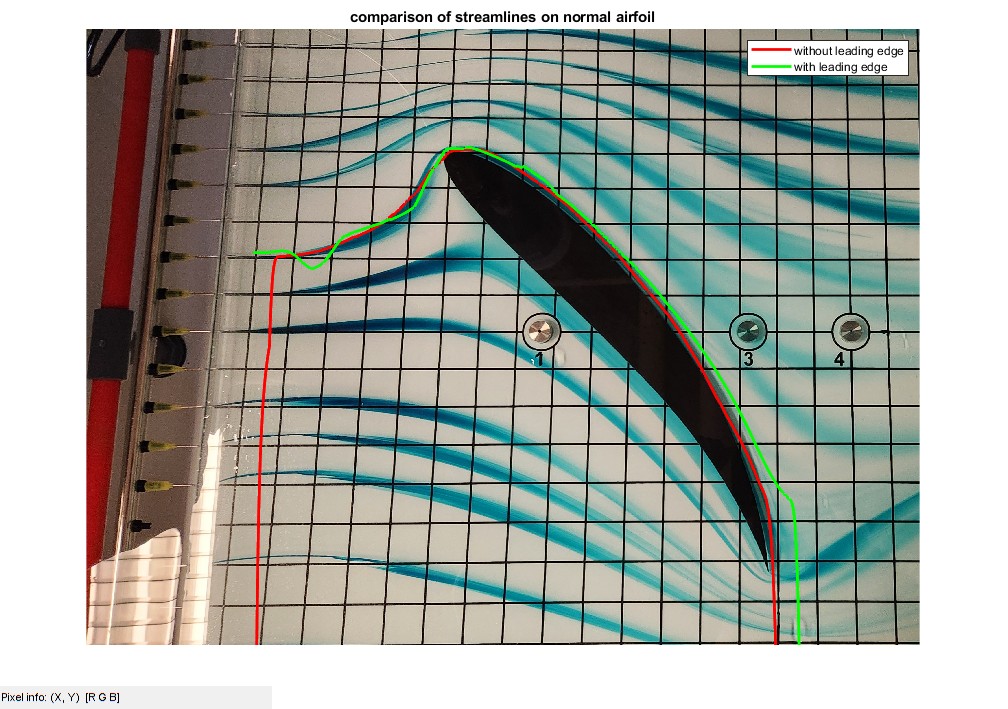 comparison of streamlines on normal airfoil
without leading edge
with leading edge
1
3
4
Pixel info: (X, Y) [R G B]